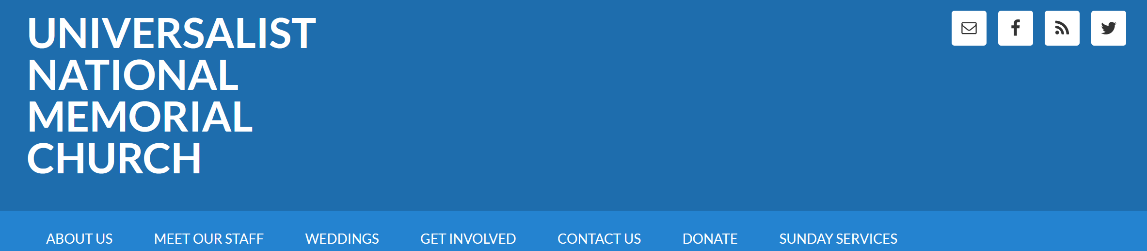 UNIVERSALIST
NATIONAL
MEMORIAL
CHURCH
ABOUT US MEET OUR STAFF WEDDINGS GET INVOLVED CONTACT US DONATE SUNDAY SERVICES